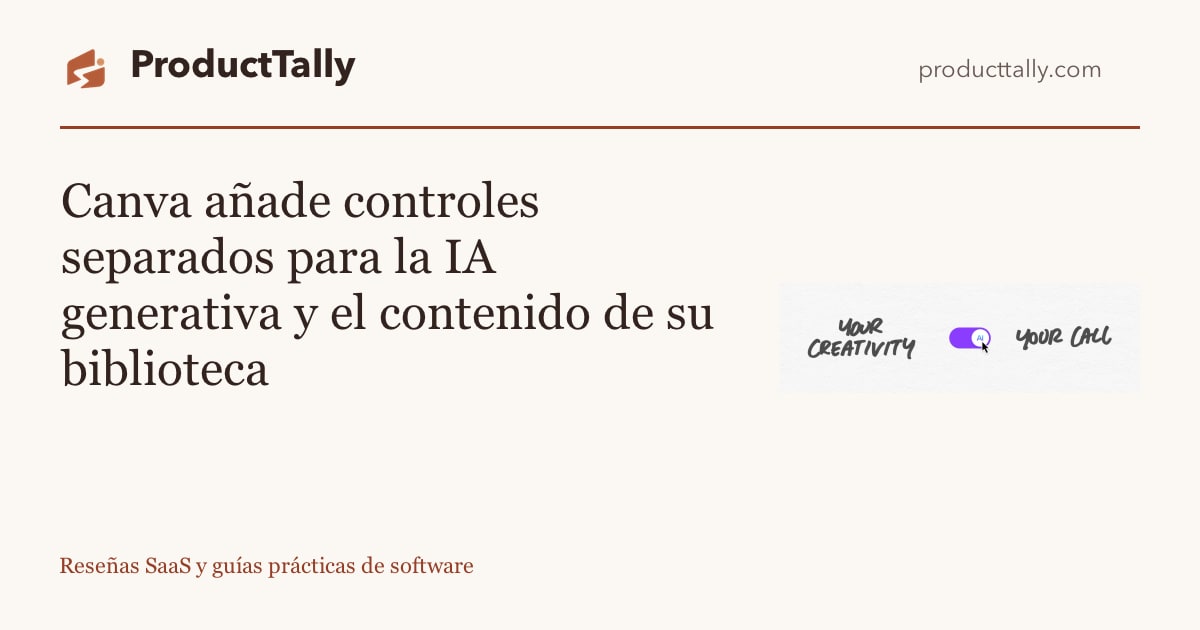 ProductTally
producttally.com
Canva añade controles
separados para la IA
generativa y el contenido de su
biblioteca
YOUR
CREATIVITY
AI
YOUR CALL
Reseñas SaaS y guías prácticas de software